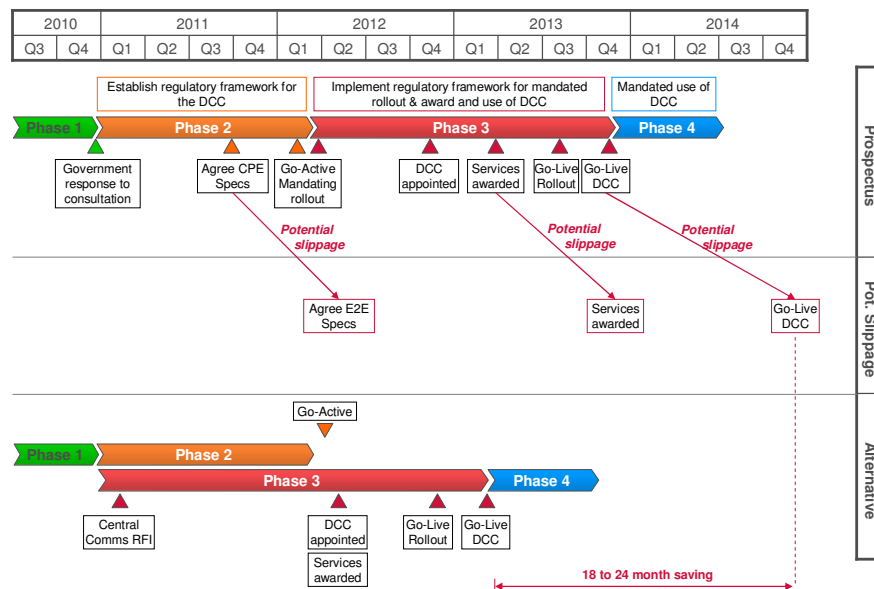 2010 2011 2012 2013 2014
Q3 Q4 Q1 Q2 Q3 Q4 Q1 Q2 Q3 Q4 Q1 Q2 Q3 Q4 Q1 Q2 Q3 Q4
Establish regulatory framework for
the DCC
Implement regulatory framework for mandated
rollout & award and use of DCC
Mandated use of
DCC
Phase 1 Phase 2 Phase 3 Phase 4
Government
response to
consultation
Agree CPE
Specs
Go-Active
Mandating
rollout
DCC
appointed
Services
awarded
Go-Live
Rollout
Go-Live
DCC
Prospectus
Potential
slippage
Potential
slippage
Potential
slippage
Agree E2E
Specs
Services
awarded
Go-Live
DCC
Pot. Slippage
Go-Active
Phase 1 Phase 2
Phase 3 Phase 4
Central
Comms RFI
DCC
appointed
Services
awarded
Go-Live
Rollout
Go-Live
DCC
Alternative
18 to 24 month saving